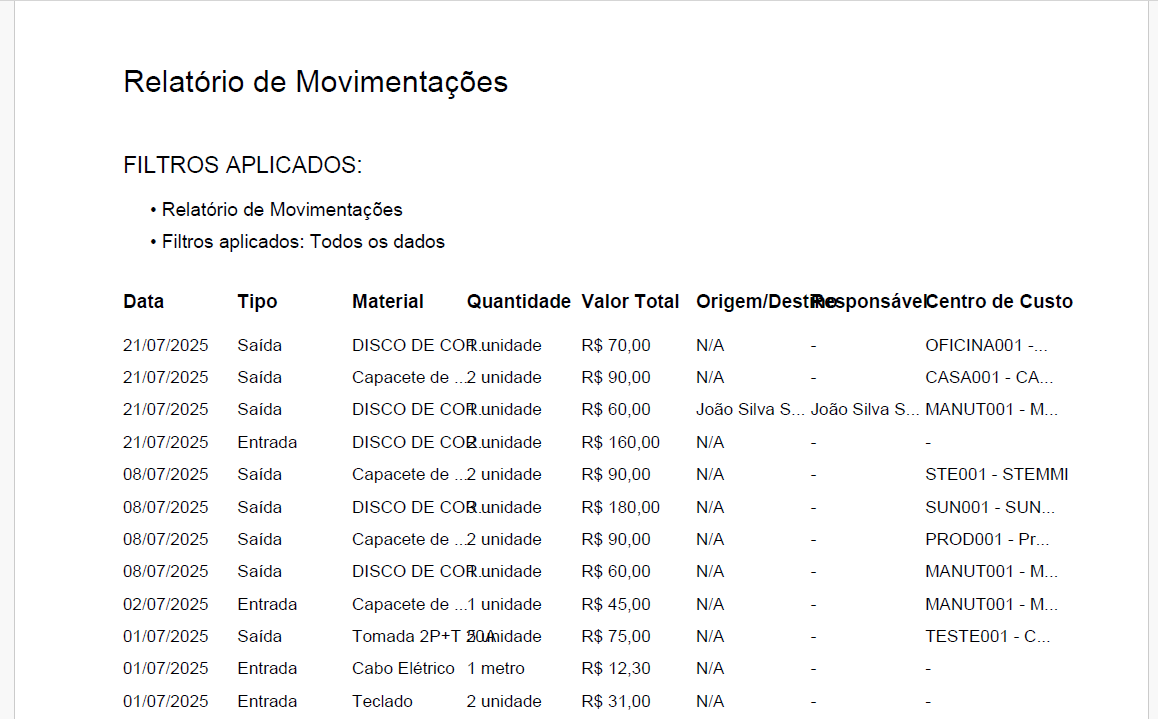 Relatório de Movimentações
FILTROS APLICADOS:
• Relatório de Movimentações
• Filtros aplicados: Todos os dados
Data Tipo Material Quantidade Valor Total Origem/Destino Responsável Centro de Custo
21/07/2025 Saída DISCO DE COR... unidade R$ 70,00 N/A - OFICINA001 -...
21/07/2025 Saída Capacete de ... 2 unidade R$ 90,00 N/A - CASA001 - CA...
21/07/2025 Saída DISCO DE COR... unidade R$ 60,00 João Silva S... João Silva S... MANUT001 - M...
21/07/2025 Entrada DISCO DE COR... 2 unidade R$ 160,00 N/A - -
08/07/2025 Saída Capacete de ... 2 unidade R$ 90,00 N/A - STE001 - STEMMI
08/07/2025 Saída DISCO DE COR... unidade R$ 180,00 N/A - SUN001 - SUN...
08/07/2025 Saída Capacete de ... 2 unidade R$ 90,00 N/A - PROD001 - Pr...
08/07/2025 Saída DISCO DE COR... unidade R$ 60,00 N/A - MANUT001 - M...
02/07/2025 Entrada Capacete de ... 1 unidade R$ 45,00 N/A - MANUT001 - M...
01/07/2025 Saída Tomada 2P+T 20A 5 unidade R$ 75,00 N/A - TESTE001 - C...
01/07/2025 Entrada Cabo Elétrico 1 metro R$ 12,30 N/A - -
01/07/2025 Entrada Teclado 2 unidade R$ 31,00 N/A - -